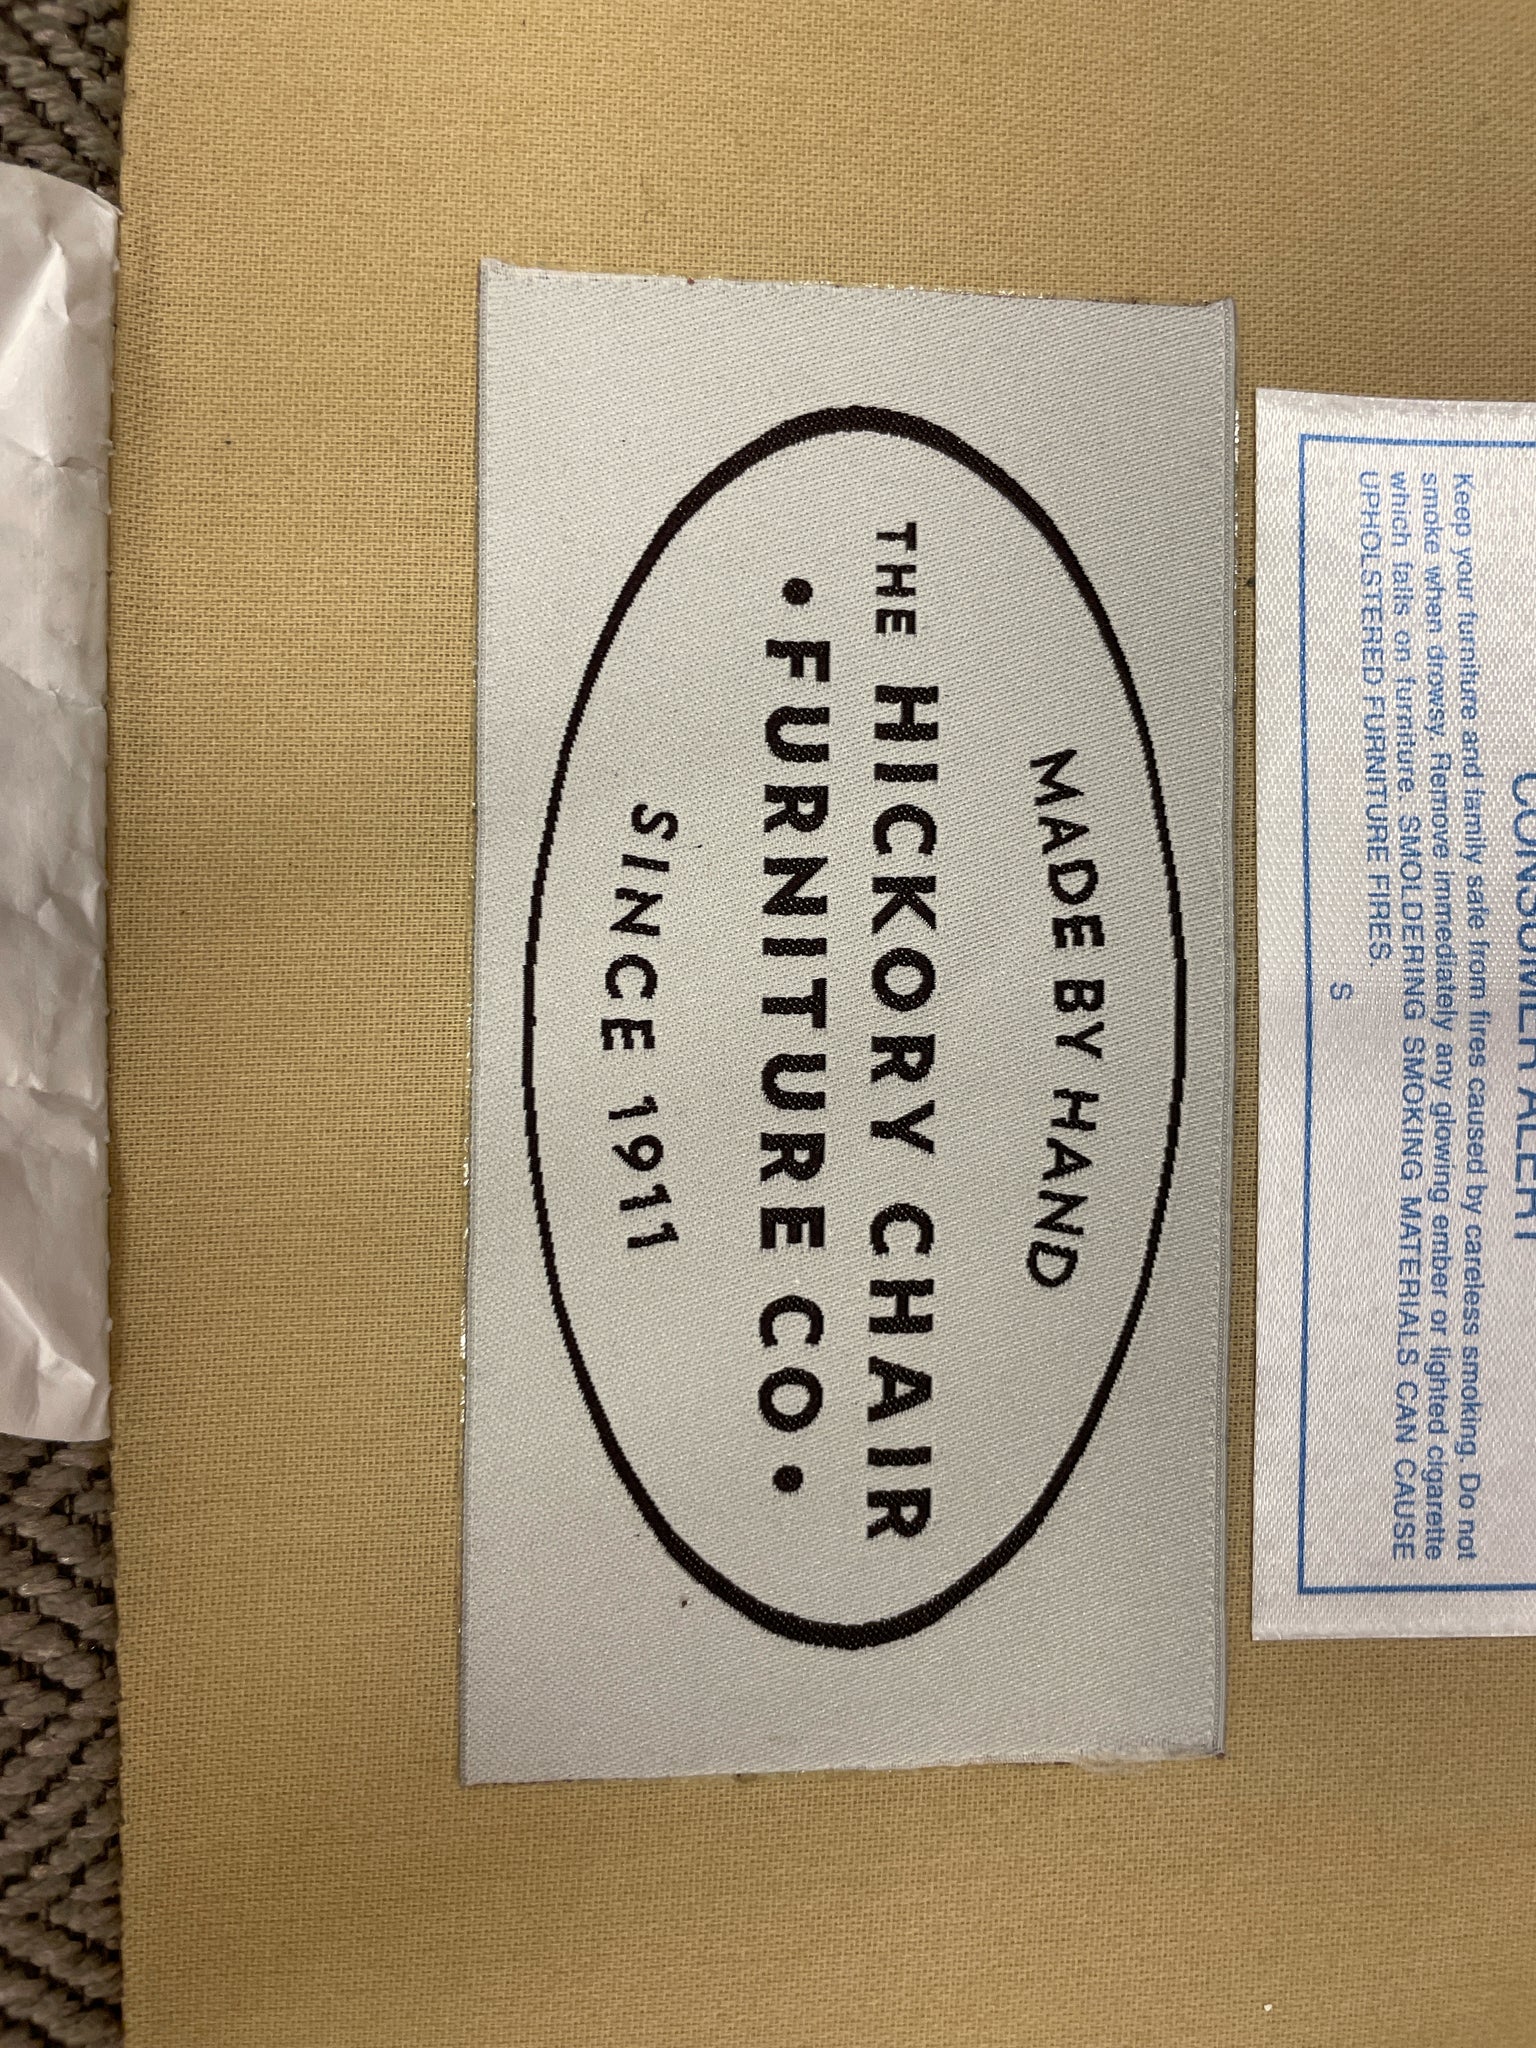 MADE BY HAND
THE HICKORY CHAIR
• FURNITURE CO •
SINCE 1911
CONSUMER ALERT
Keep your furniture and family safe from fires caused by careless smoking. Do not
smoke when drowsy. Remove immediately any glowing ember or lighted cigarette
which falls on furniture. SMOLDERING SMOKING MATERIALS CAN CAUSE
UPHOLSTERED FURNITURE FIRES.
S